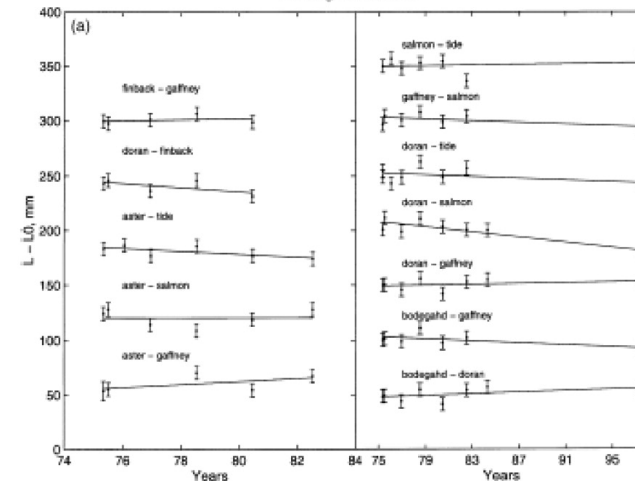 (a)
400
350
300
250
200
150
100
50
0
L – L0, mm
finback – gaffney
doran – finback
aster – tide
aster – salmon
aster – gaffney
74 76 78 80 82 84
Years
salmon – tide
gaffney – salmon
doran – tide
doran – salmon
doran – gaffney
bodegahd – gaffney
bodegahd – doran
75 79 83 87 91 95
Years